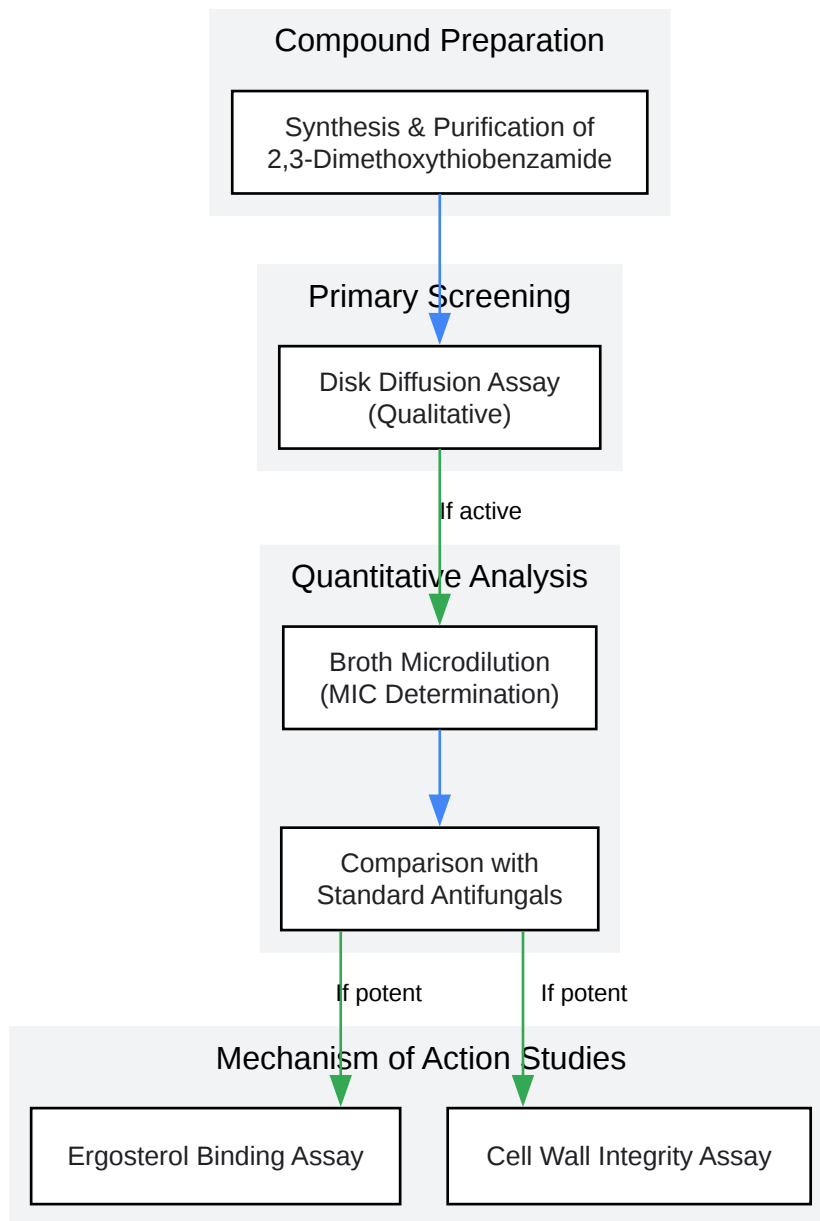 Compound Preparation
Synthesis & Purification of
2,3-Dimethoxythiobenzamide
Primary Screening
Disk Diffusion Assay
(Qualitative)
If active
Quantitative Analysis
Broth Microdilution
(MIC Determination)
Comparison with
Standard Antifungals
If potent
If potent
Mechanism of Action Studies
Ergosterol Binding Assay
Cell Wall Integrity Assay